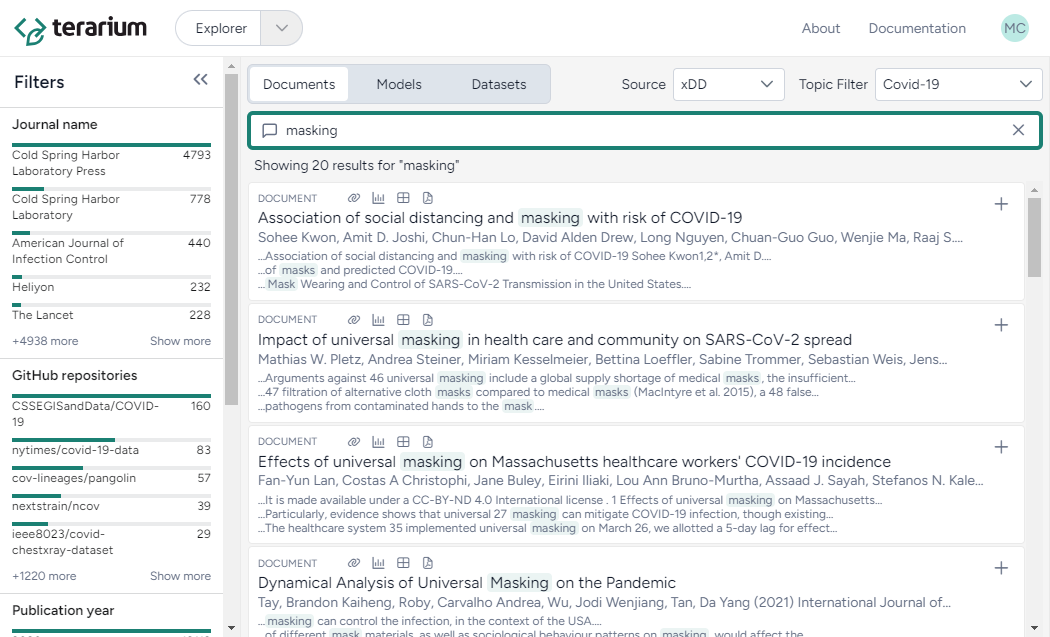 terarium
Explorer
About
Documentation
MC
Filters
Journal name
Cold Spring Harbor 4793
Laboratory Press
Cold Spring Harbor 778
Laboratory
American Journal of 440
Infection Control
Heliyon 232
The Lancet 228
+4938 more Show more
GitHub repositories
CSSEGISandData/COVID- 160
19
nytimes/covid-19-data 83
cov-lineages/pangolin 57
nextstrain/ncov 39
ieee8023/covid- 29
chestxray-dataset
+1220 more Show more
Publication year
Documents Models Datasets Source xDD Topic Filter Covid-19
masking
Showing 20 results for "masking"
DOCUMENT
Association of social distancing and masking with risk of COVID-19
Sohee Kwon, Amit D. Joshi, Chun-Han Lo, David Alden Drew, Long Nguyen, Chuan-Guo Guo, Wenjie Ma, Raaj S....
...Association of social distancing and masking with risk of COVID-19 Sohee Kwon1,2*, Amit D....
...of masks and predicted COVID-19....
...Mask Wearing and Control of SARS-CoV-2 Transmission in the United States....
DOCUMENT
Impact of universal masking in health care and community on SARS-CoV-2 spread
Mathias W. Pletz, Andrea Steiner, Miriam Kesselmeier, Bettina Loeffler, Sabine Trommer, Sebastian Weis, Jens...
...Arguments against 46 universal masking include a global supply shortage of medical masks, the insufficient...
...47 filtration of alternative cloth masks compared to medical masks (MacIntyre et al. 2015), a 48 false...
...pathogens from contaminated hands to the mask....
DOCUMENT
Effects of universal masking on Massachusetts healthcare workers' COVID-19 incidence
Fan-Yun Lan, Costas A Christophi, Jane Buley, Eirini Iliaki, Lou Ann Bruno-Murtha, Assaad J. Sayah, Stefanos N. Kale...
...It is made available under a CC-BY-ND 4.0 International license . 1 Effects of universal masking on Massachusetts...
...Particularly, evidence shows that universal 27 masking can mitigate COVID-19 infection, though existing...
...The healthcare system 35 implemented universal masking on March 26, we allotted a 5-day lag for effect...
DOCUMENT
Dynamical Analysis of Universal Masking on the Pandemic
Tay, Brandon Kaiheng, Roby, Carvalho Andrea, Wu, Jodi Wenjiang, Tan, Da Yang (2021) International Journal of...
...masking can control the infection, in the context of the USA....
...of different mask materials, as well as sociological behaviour patterns on masking, would affect the